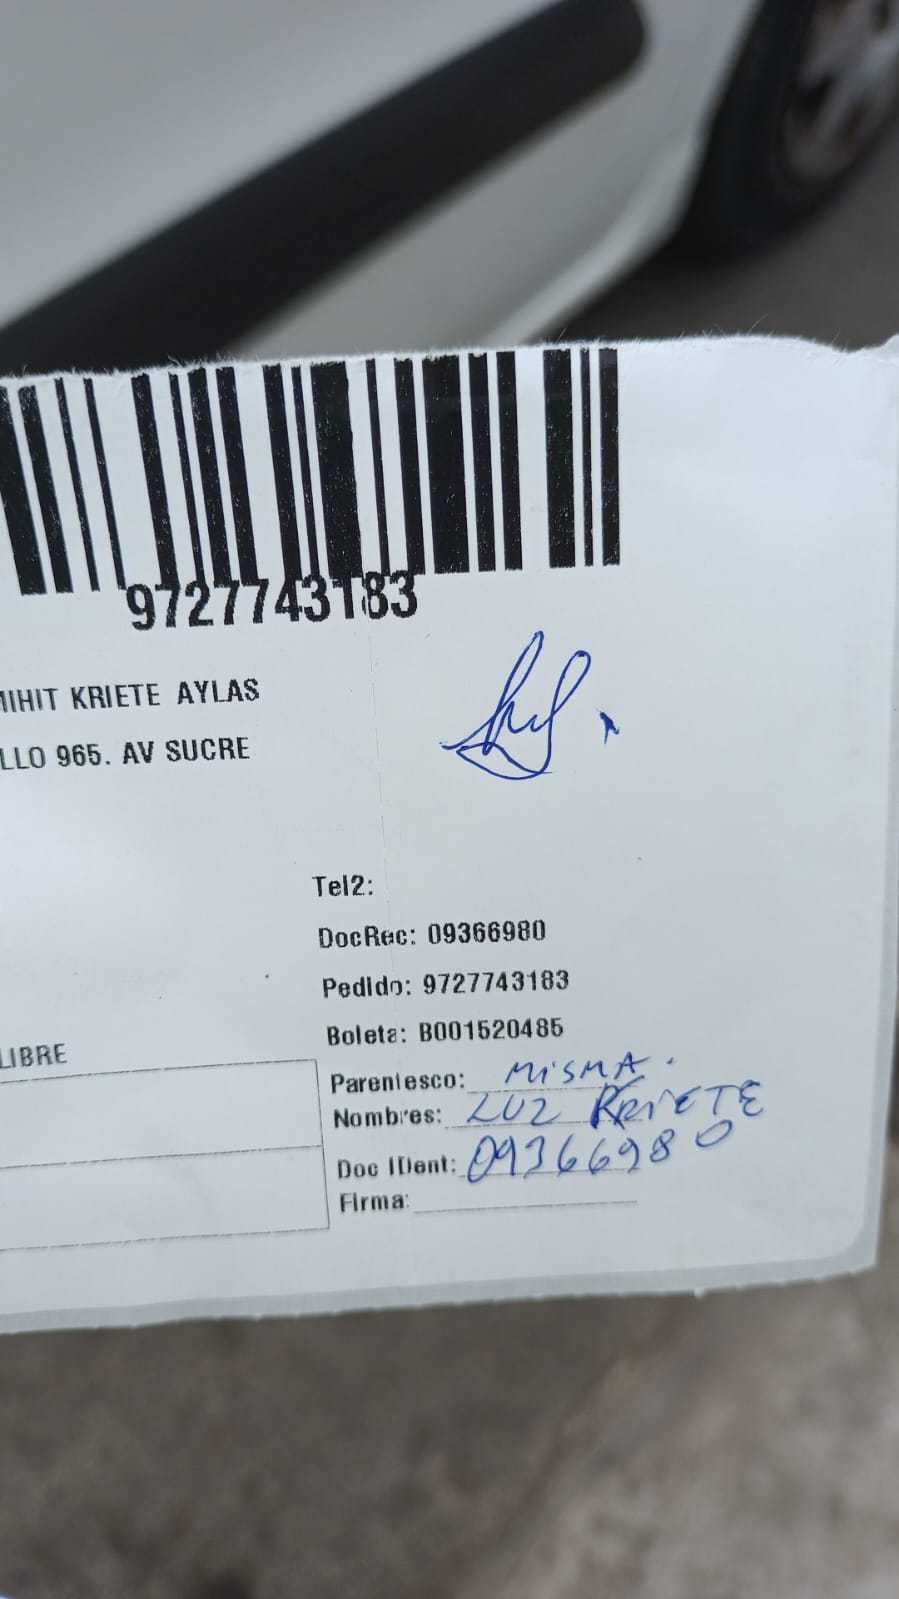 9727743183
MIHIT KRIETE AYLAS
LLO 965. AV SUCRE
Tel2:
DocRec: 09366980
Pedido: 9727743183
Boleta: B001520485
LIBRE
Parentesco: MISMA.
Nombres: LUZ KRIETE
Doc IDent: 09366980
Firma: